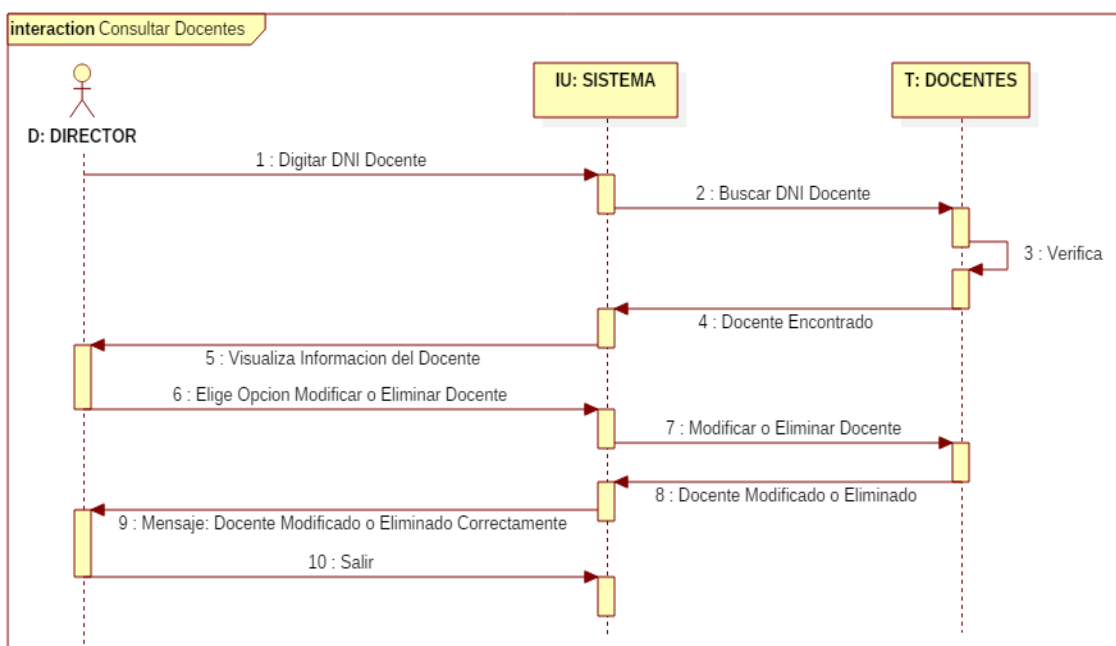 interaction Consultar Docentes
D: DIRECTOR
IU: SISTEMA
T: DOCENTES
1 : Digitar DNI Docente
2 : Buscar DNI Docente
3 : Verifica
4 : Docente Encontrado
5 : Visualiza Informacion del Docente
6 : Elige Opcion Modificar o Eliminar Docente
7 : Modificar o Eliminar Docente
8 : Docente Modificado o Eliminado
9 : Mensaje: Docente Modificado o Eliminado Correctamente
10 : Salir